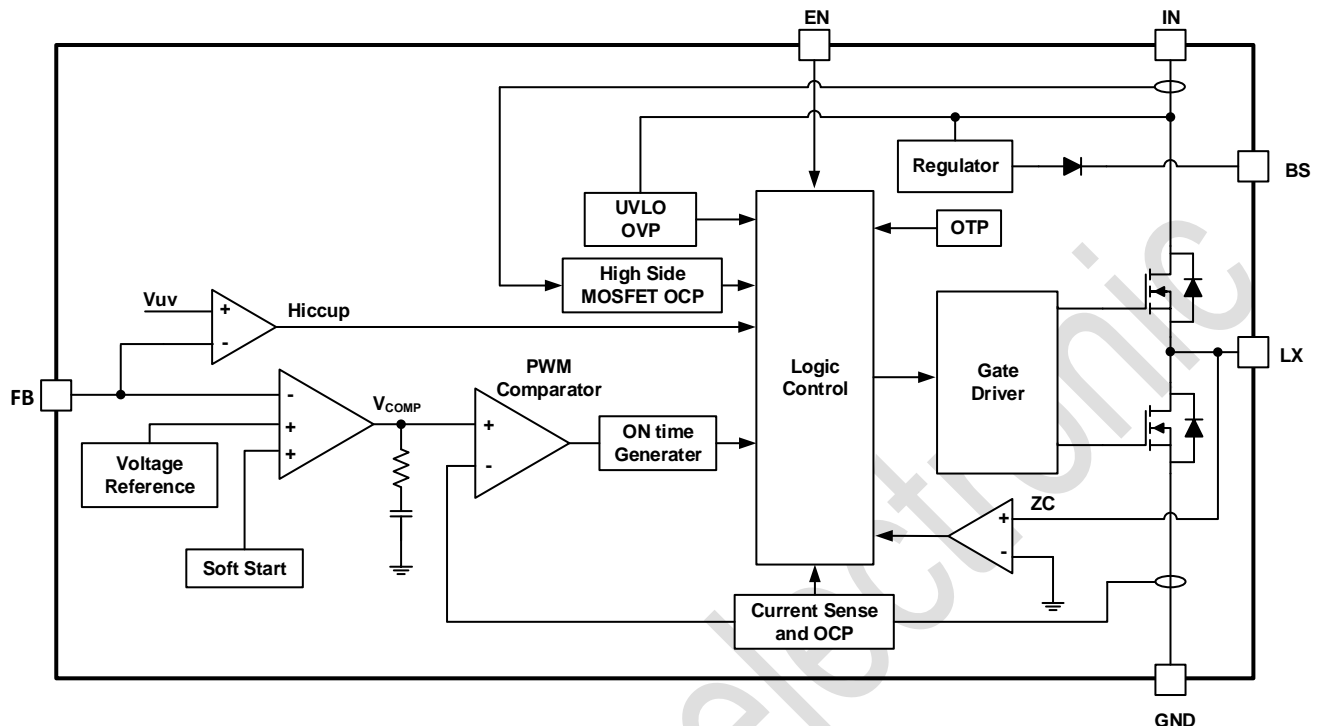 EN
IN
Regulator
BS
UVLO
OVP
OTP
High Side
MOSFET OCP
Vuv
+
-
Hiccup
FB
LX
PWM
Comparator
Logic
Control
Gate
Driver
-
+
+
VCOMP
+
-
ON time
Generater
Voltage
Reference
Soft Start
ZC
+
-
Current Sense
and OCP
GND
electronic